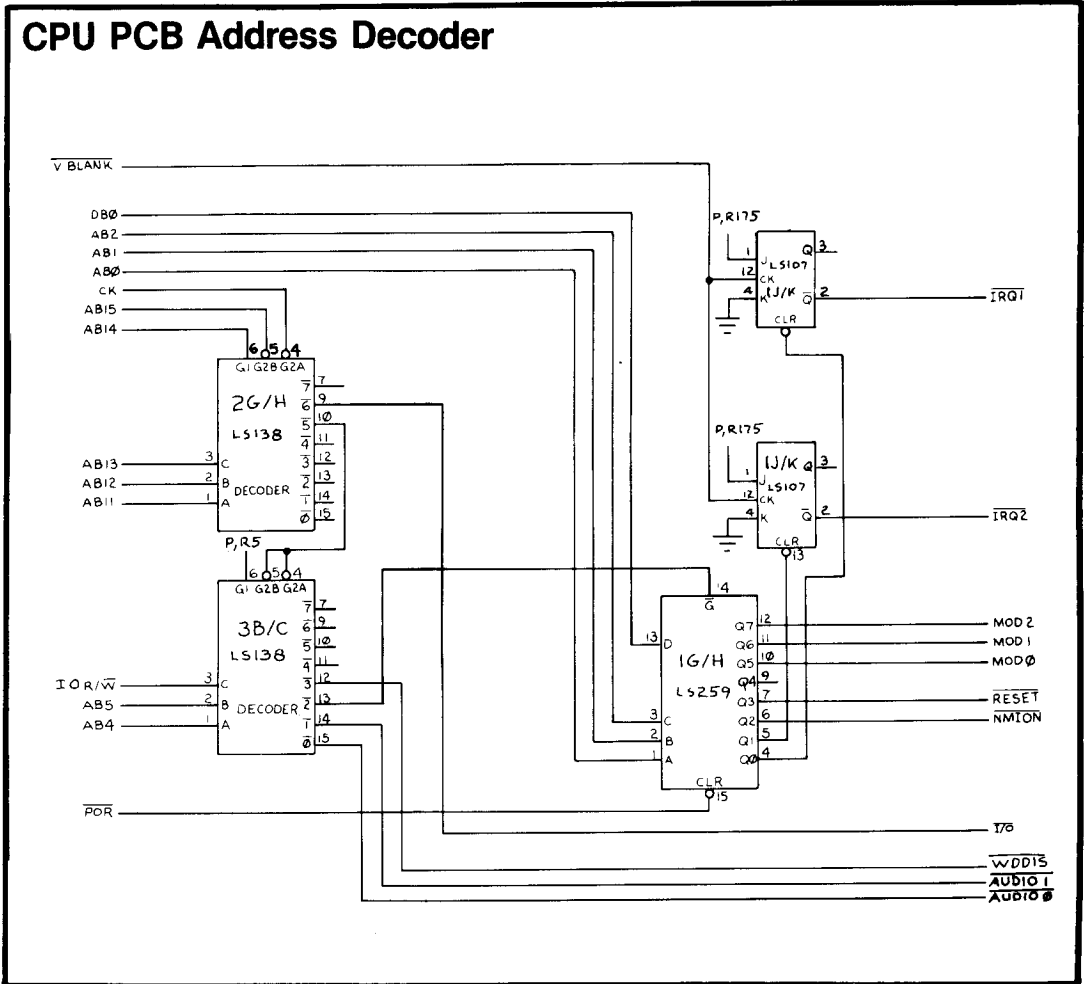 CPU PCB Address Decoder
V BLANK
DBØ
AB2
AB1
ABØ
CK
AB15
AB14
6 5 4
G1 G2B G2A
2G/H
LS138
DECODER
7 7
6 9
5 10
4 11
3 12
2 13
1 14
Ø 15
AB13 3 C
AB12 2 B
AB11 1 A
P,R5
6 5 4
G1 G2B G2A
3B/C
LS138
DECODER
7 7
6 9
5 1Ø
4 11
3 12
2 13
1 14
Ø 15
IOR/W 3 C
AB5 2 B
AB4 1 A
POR
P,R175
1 J
LS107
12 CK
1J/K
4 K
Q 3
Q 2
CLR
IRQ1
P,R175
1J/K
1 J
LS107
12 CK
4 K
Q 3
Q 2
CLR
13
IRQ2
14
G
13 D
1G/H
LS259
3 C
2 B
1 A
CLR
15
Q7 12 MOD2
Q6 11 MOD1
Q5 1Ø MODØ
Q4 9
Q3 7 RESET
Q2 6 NMION
Q1 5
QØ 4
I/O
WDDIS
AUDIO 1
AUDIO Ø